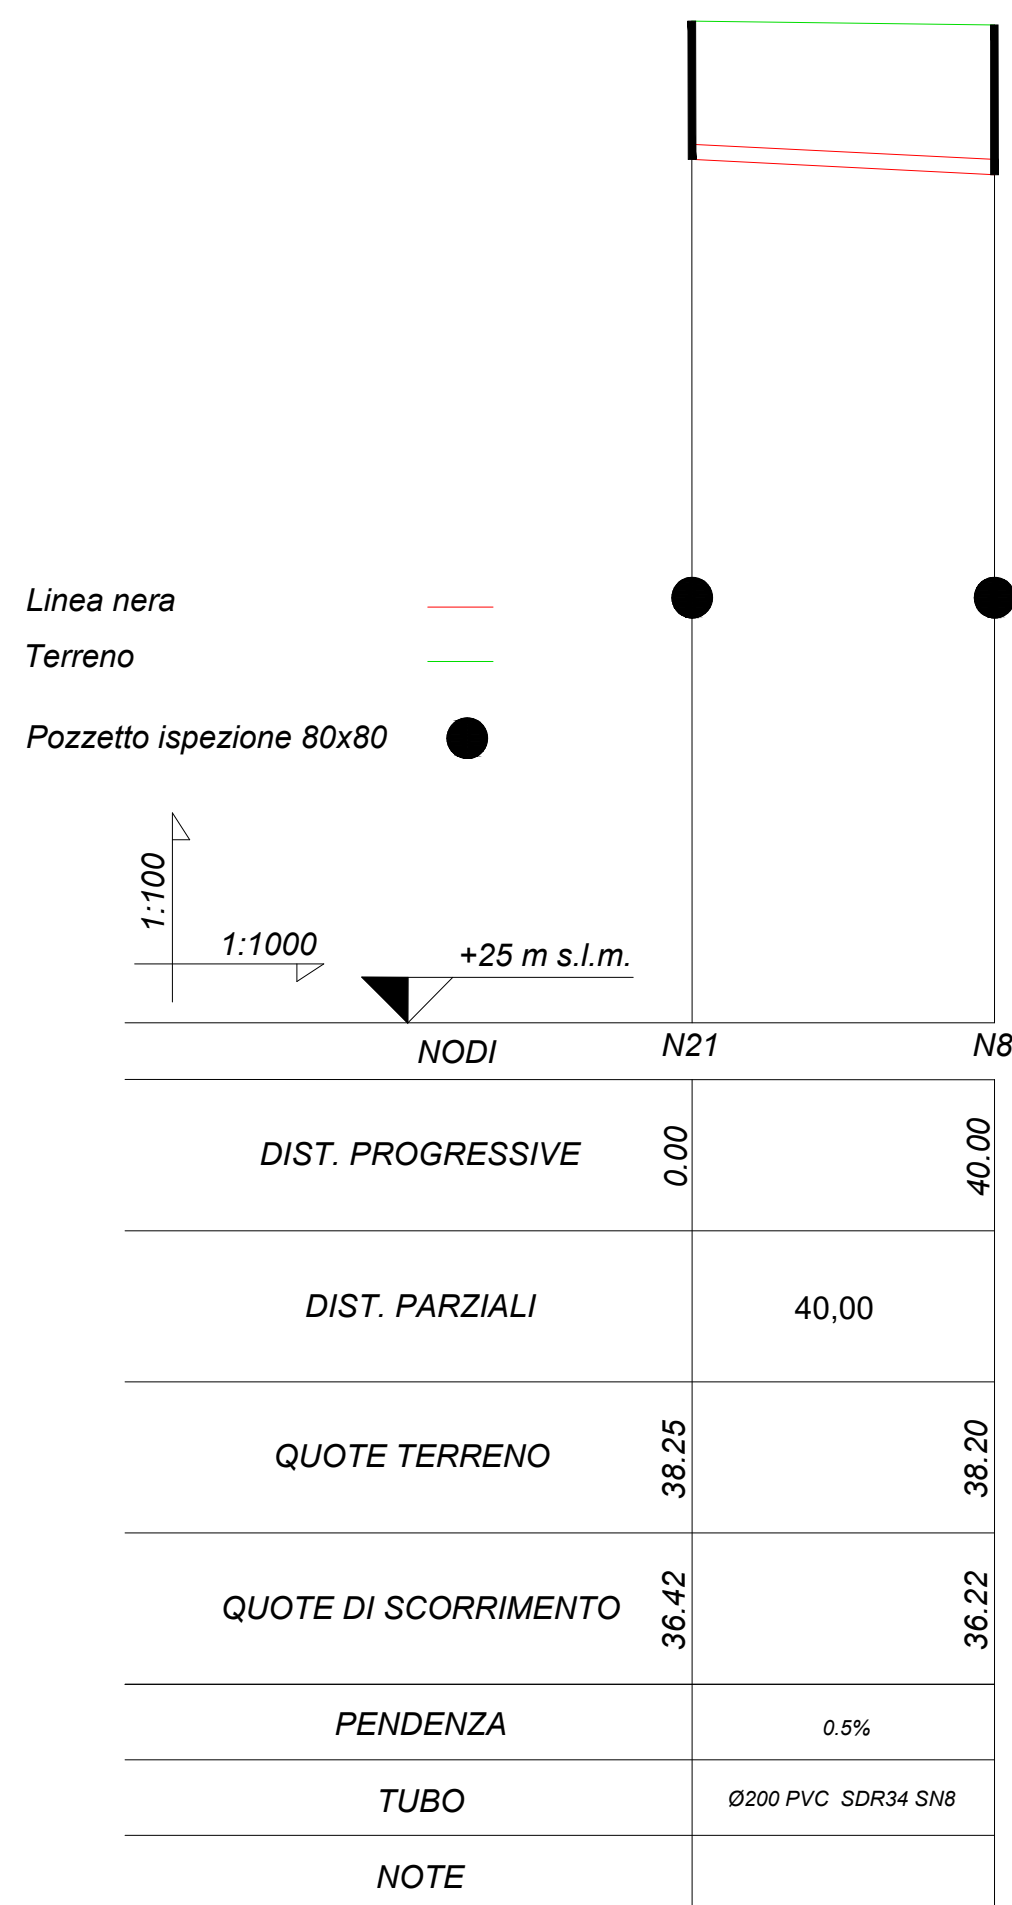 Linea nera
Terreno
Pozzetto ispezione 80x80
1:100
1:1000
+25 m s.l.m.
NODI N21 N8
DIST. PROGRESSIVE 0.00 40.00
DIST. PARZIALI 40,00
QUOTE TERRENO 38.25 38.20
QUOTE DI SCORRIMENTO 36.42 36.22
PENDENZA 0.5%
TUBO Ø200 PVC SDR34 SN8
NOTE